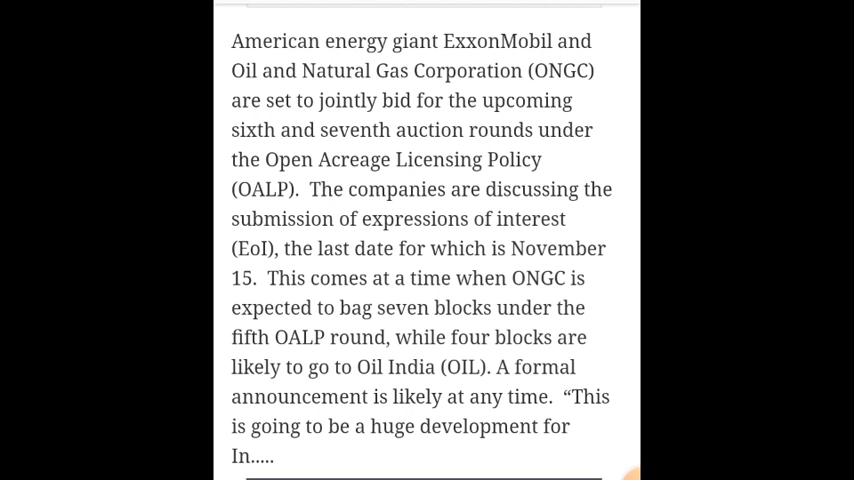 American energy giant ExxonMobil and
Oil and Natural Gas Corporation (ONGC)
are set to jointly bid for the upcoming
sixth and seventh auction rounds under
the Open Acreage Licensing Policy
(OALP).  The companies are discussing the
submission of expressions of interest
(EoI), the last date for which is November
15.  This comes at a time when ONGC is
expected to bag seven blocks under the
fifth OALP round, while four blocks are
likely to go to Oil India (OIL). A formal
announcement is likely at any time.  “This
is going to be a huge development for
In.....